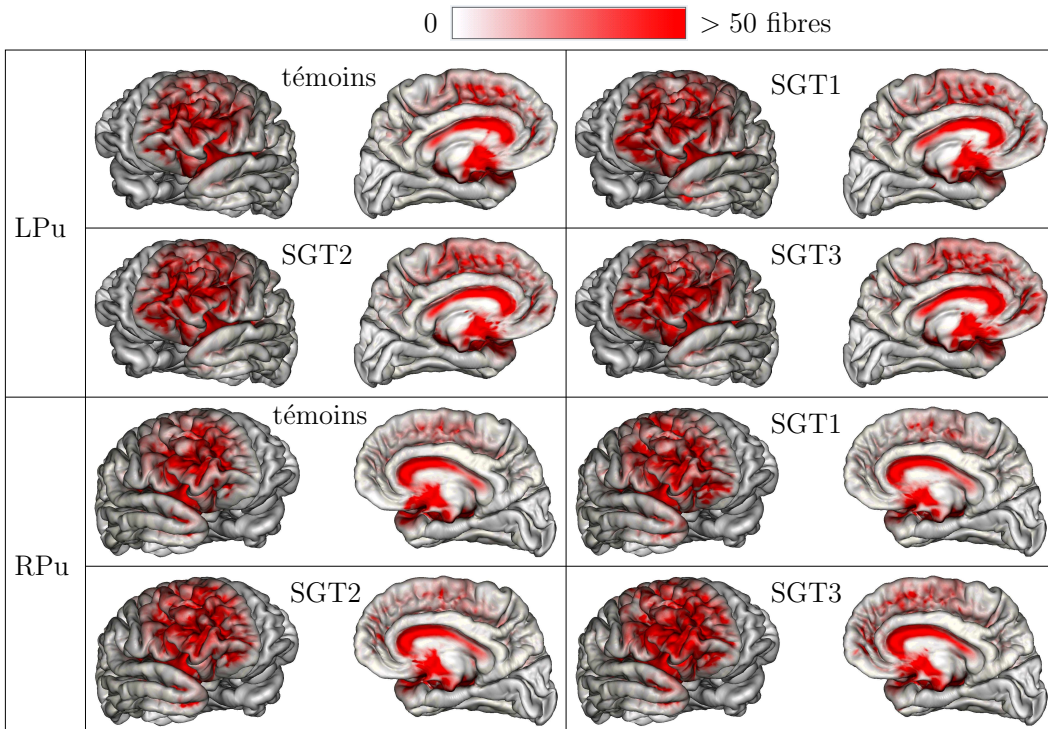 0 > 50 fibres
LPu
témoins
SGT1
SGT2
SGT3
RPu
témoins
SGT1
SGT2
SGT3